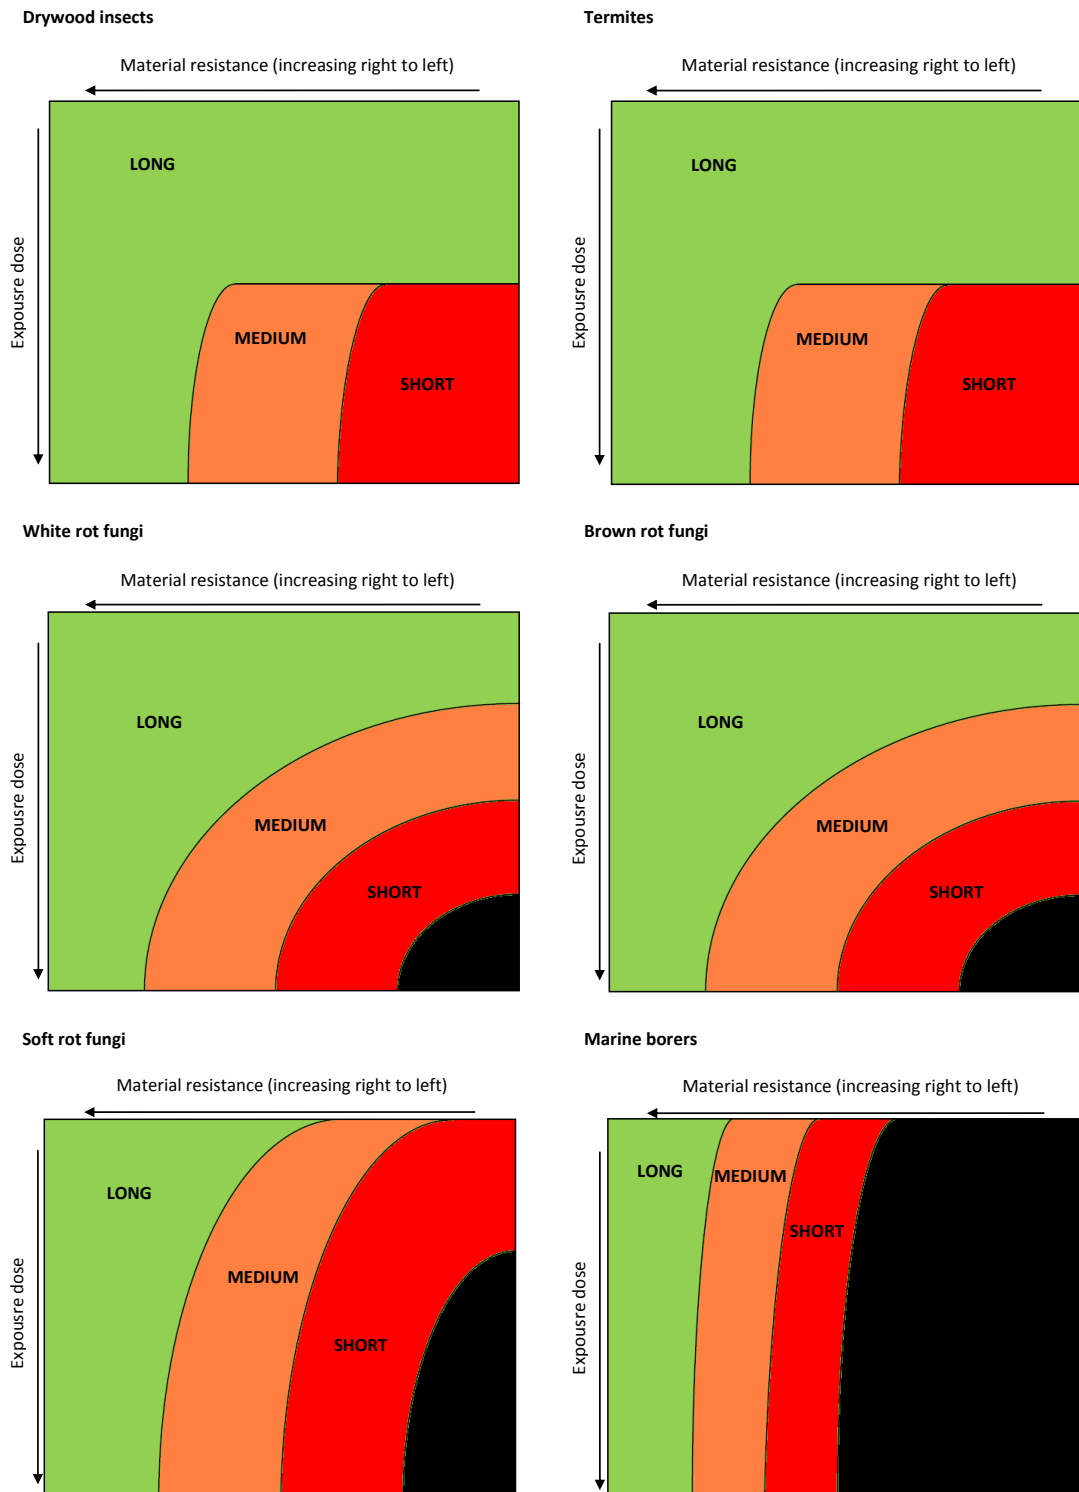 Drywood insects
Material resistance (increasing right to left)
Expousre dose
LONG
MEDIUM
SHORT
Termites
Material resistance (increasing right to left)
Expousre dose
LONG
MEDIUM
SHORT
White rot fungi
Material resistance (increasing right to left)
Expousre dose
LONG
MEDIUM
SHORT
Brown rot fungi
Material resistance (increasing right to left)
Expousre dose
LONG
MEDIUM
SHORT
Soft rot fungi
Material resistance (increasing right to left)
Expousre dose
LONG
MEDIUM
SHORT
Marine borers
Material resistance (increasing right to left)
Expousre dose
LONG
MEDIUM
SHORT